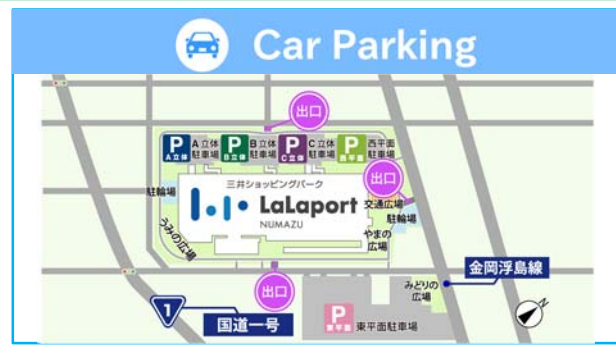 Car Parking
出口
P
A立体
A立体
駐車場
P
B立体
B立体
駐車場
P
C立体
C立体
駐車場
P
西平面
西平面
駐車場
出口
三井ショッピングパーク
LaLaport
NUMAZU
駐輪場
うみの広場
交通広場
駐輪場
やまの
広場
出口
金岡浮島線
みどりの
広場
1
国道一号
P
東平面
東平面駐車場
N